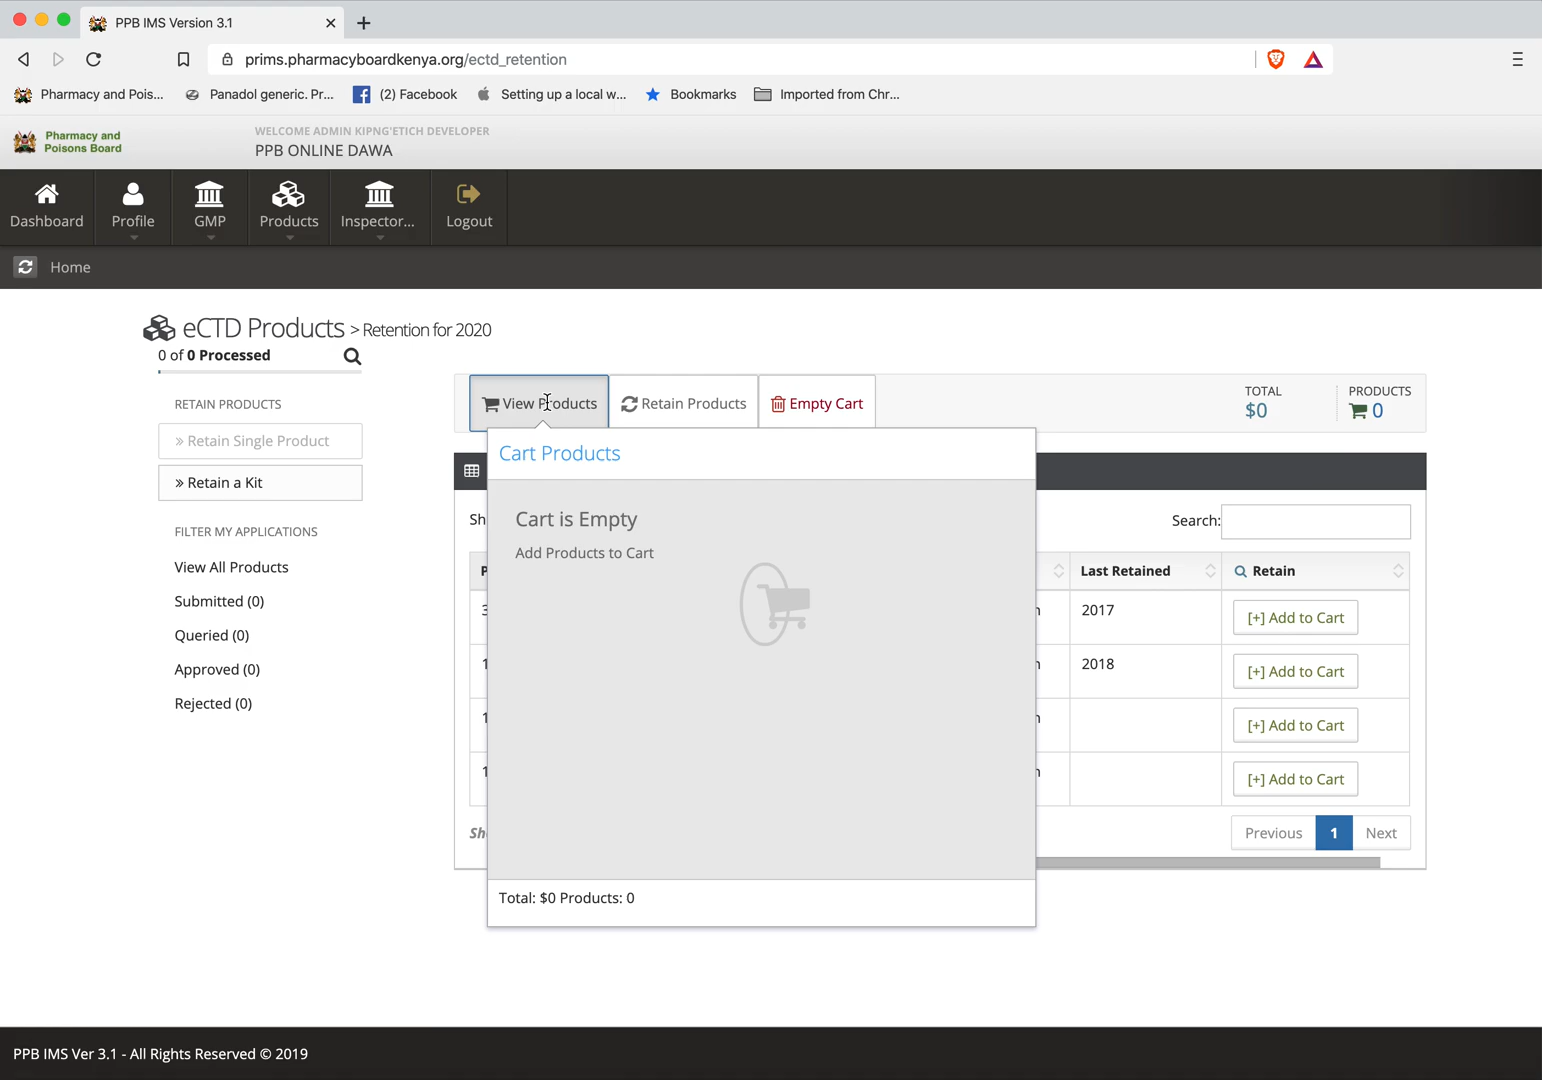 PPB IMS Version 3.1
prims.pharmacyboardkenya.org/ectd_retention
Pharmacy and Pois...
Panadol generic. Pr...
(2) Facebook
Setting up a local w...
Bookmarks
Imported from Chr...
Pharmacy and
Poisons Board
WELCOME ADMIN KIPNG'ETICH DEVELOPER
PPB ONLINE DAWA
Dashboard
Profile
GMP
Products
Inspector...
Logout
Home
eCTD Products > Retention for 2020
0 of 0 Processed
RETAIN PRODUCTS
» Retain Single Product
» Retain a Kit
FILTER MY APPLICATIONS
View All Products
Submitted (0)
Queried (0)
Approved (0)
Rejected (0)
View Products
Retain Products
Empty Cart
TOTAL
$0
PRODUCTS
0
Cart Products
Cart is Empty
Add Products to Cart
Total: $0 Products: 0
Search:
Last Retained
Retain
2017
[+] Add to Cart
2018
[+] Add to Cart
[+] Add to Cart
[+] Add to Cart
Previous
1
Next
PPB IMS Ver 3.1 - All Rights Reserved © 2019